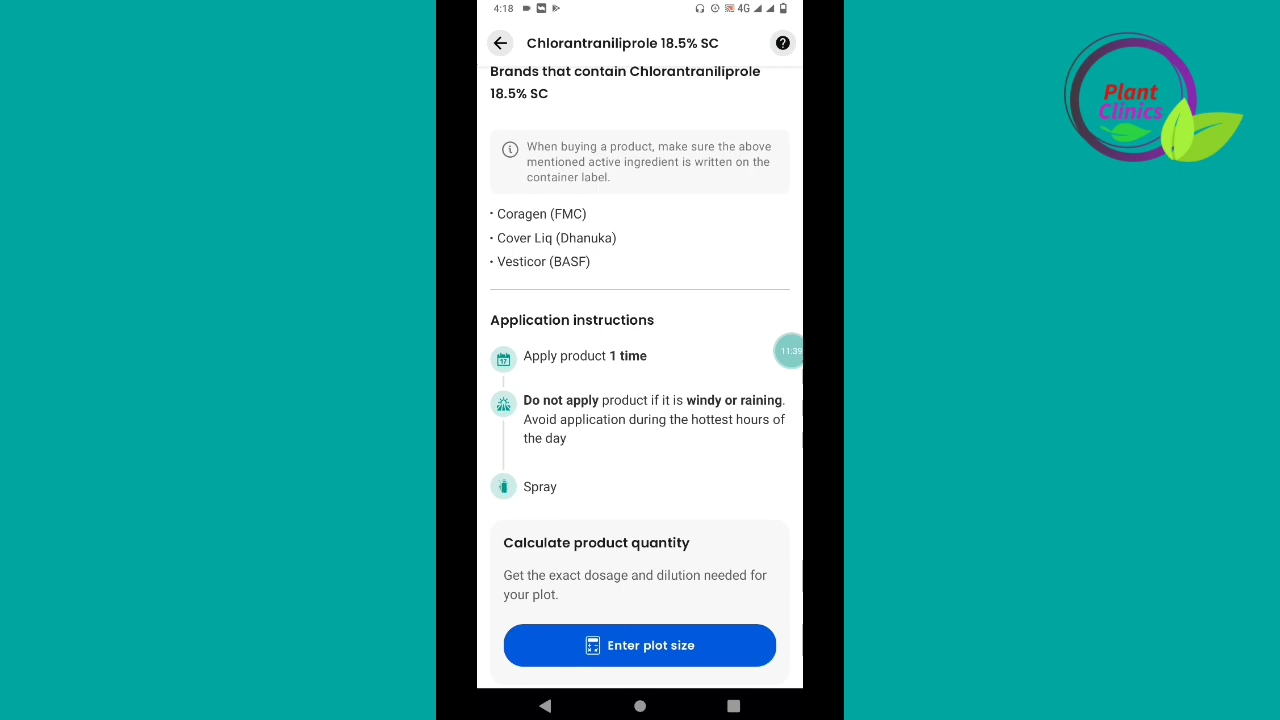 4:18
4G
Chlorantraniliprole 18.5% SC
Brands that contain Chlorantraniliprole
18.5% SC
When buying a product, make sure the above
mentioned active ingredient is written on the
container label.
• Coragen (FMC)
• Cover Liq (Dhanuka)
• Vesticor (BASF)
Application instructions
Apply product 1 time
11:39
Do not apply product if it is windy or raining.
Avoid application during the hottest hours of
the day
Spray
Calculate product quantity
Get the exact dosage and dilution needed for
your plot.
Enter plot size
Plant
Clinics